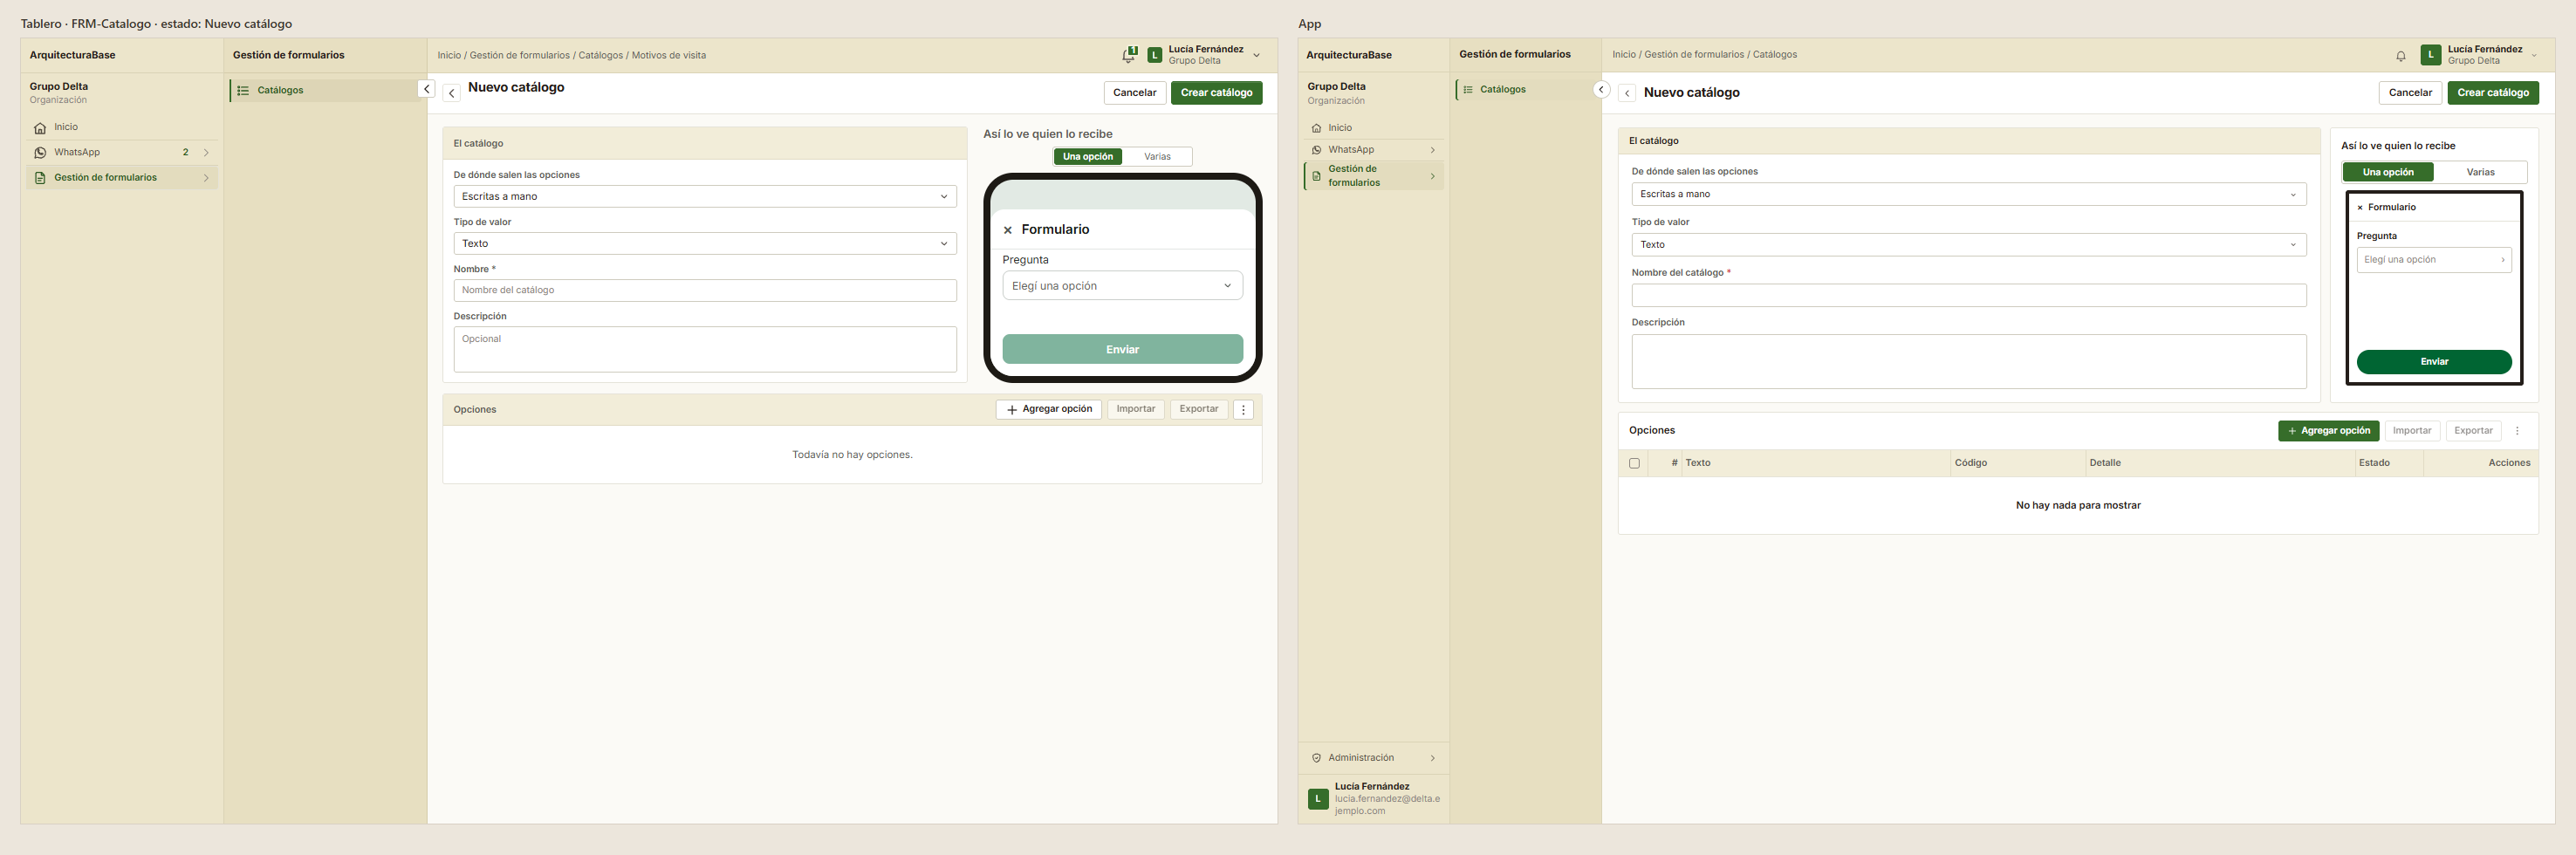 Tablero · FRM-Catalogo · estado: Nuevo catálogo
ArquitecturaBase
Grupo Delta
Organización
Inicio
WhatsApp 2
Gestión de formularios
Gestión de formularios
Catálogos
Inicio / Gestión de formularios / Catálogos / Motivos de visita
1
L
Lucía Fernández
Grupo Delta
Nuevo catálogo
Cancelar
Crear catálogo
El catálogo
De dónde salen las opciones
Escritas a mano
Tipo de valor
Texto
Nombre *
Nombre del catálogo
Descripción
Opcional
Así lo ve quien lo recibe
Una opción
Varias
× Formulario
Pregunta
Elegí una opción
Enviar
Opciones
+ Agregar opción
Importar
Exportar
Todavía no hay opciones.
App
ArquitecturaBase
Grupo Delta
Organización
Inicio
WhatsApp
Gestión de
formularios
Administración
L
Lucía Fernández
lucia.fernandez@delta.e
jemplo.com
Gestión de formularios
Catálogos
Inicio / Gestión de formularios / Catálogos
L
Lucía Fernández
Grupo Delta
Nuevo catálogo
Cancelar
Crear catálogo
El catálogo
De dónde salen las opciones
Escritas a mano
Tipo de valor
Texto
Nombre del catálogo *
Descripción
Así lo ve quien lo recibe
Una opción
Varias
× Formulario
Pregunta
Elegí una opción
Enviar
Opciones
+ Agregar opción
Importar
Exportar
# Texto Código Detalle Estado Acciones
No hay nada para mostrar